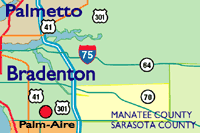 Palmetto
301
41
Bradenton
75
64
41
301
70
Palm-Aire
MANATEE COUNTY
SARASOTA COUNTY